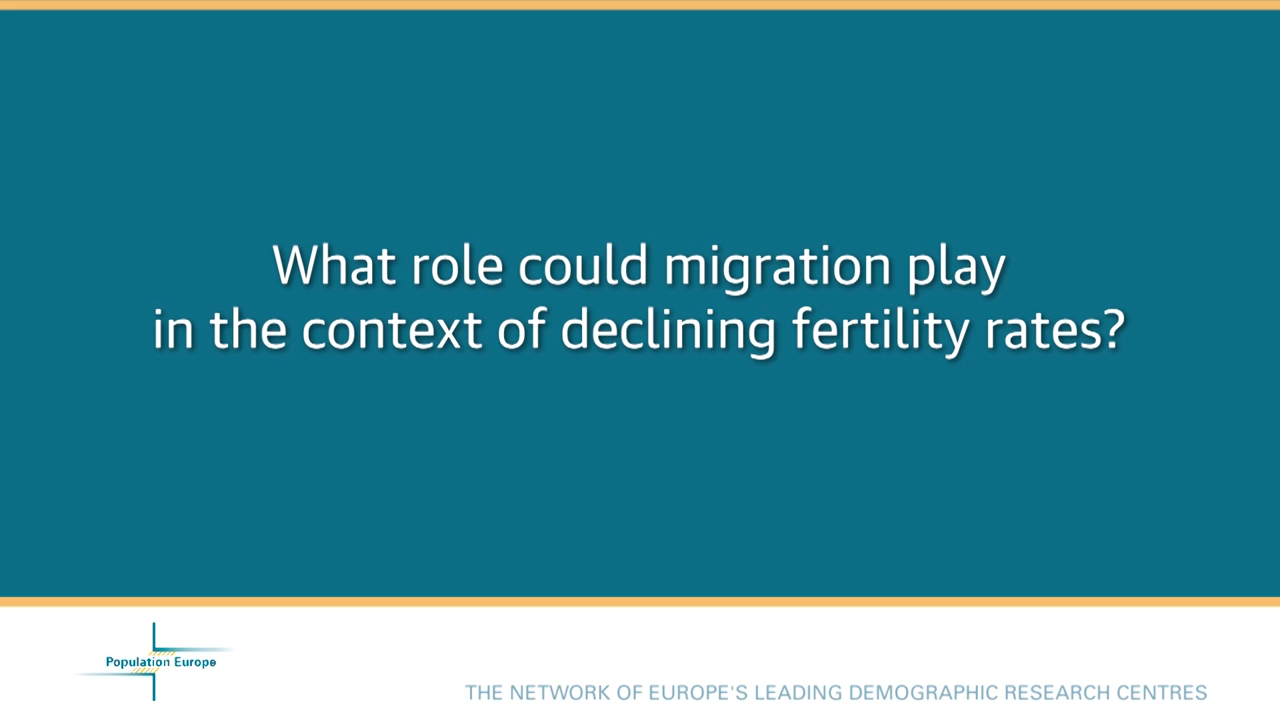 What role could migration play
in the context of declining fertility rates?
Population Europe
THE NETWORK OF EUROPE'S LEADING DEMOGRAPHIC RESEARCH CENTRES